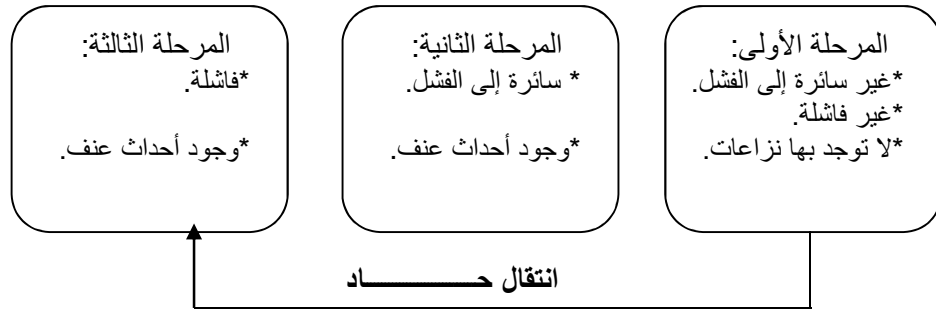 المرحلة الأولى:
*غير سائرة إلى الفشل.
*غير فاشلة.
*لا توجد بها نزاعات.
المرحلة الثانية:
* سائرة إلى الفشل.
*وجود أحداث عنف.
المرحلة الثالثة:
*فاشلة.
*وجود أحداث عنف.
انتقال حــــــــــاد